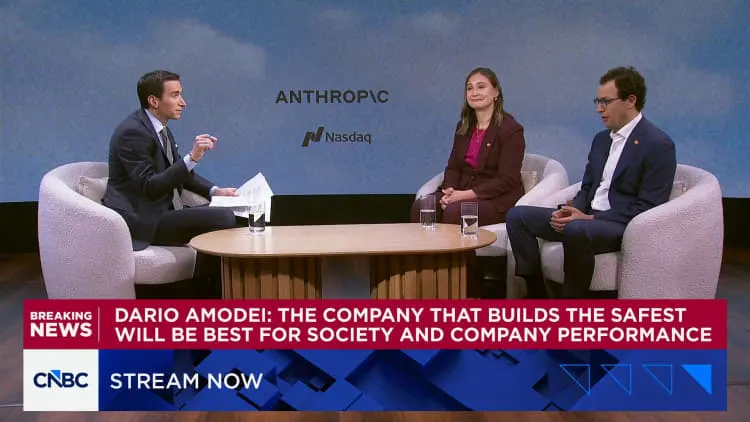 ANTHROP\C
Nasdaq
BREAKING
NEWS
DARIO AMODEI: THE COMPANY THAT BUILDS THE SAFEST
WILL BE BEST FOR SOCIETY AND COMPANY PERFORMANCE
CNBC
STREAM NOW